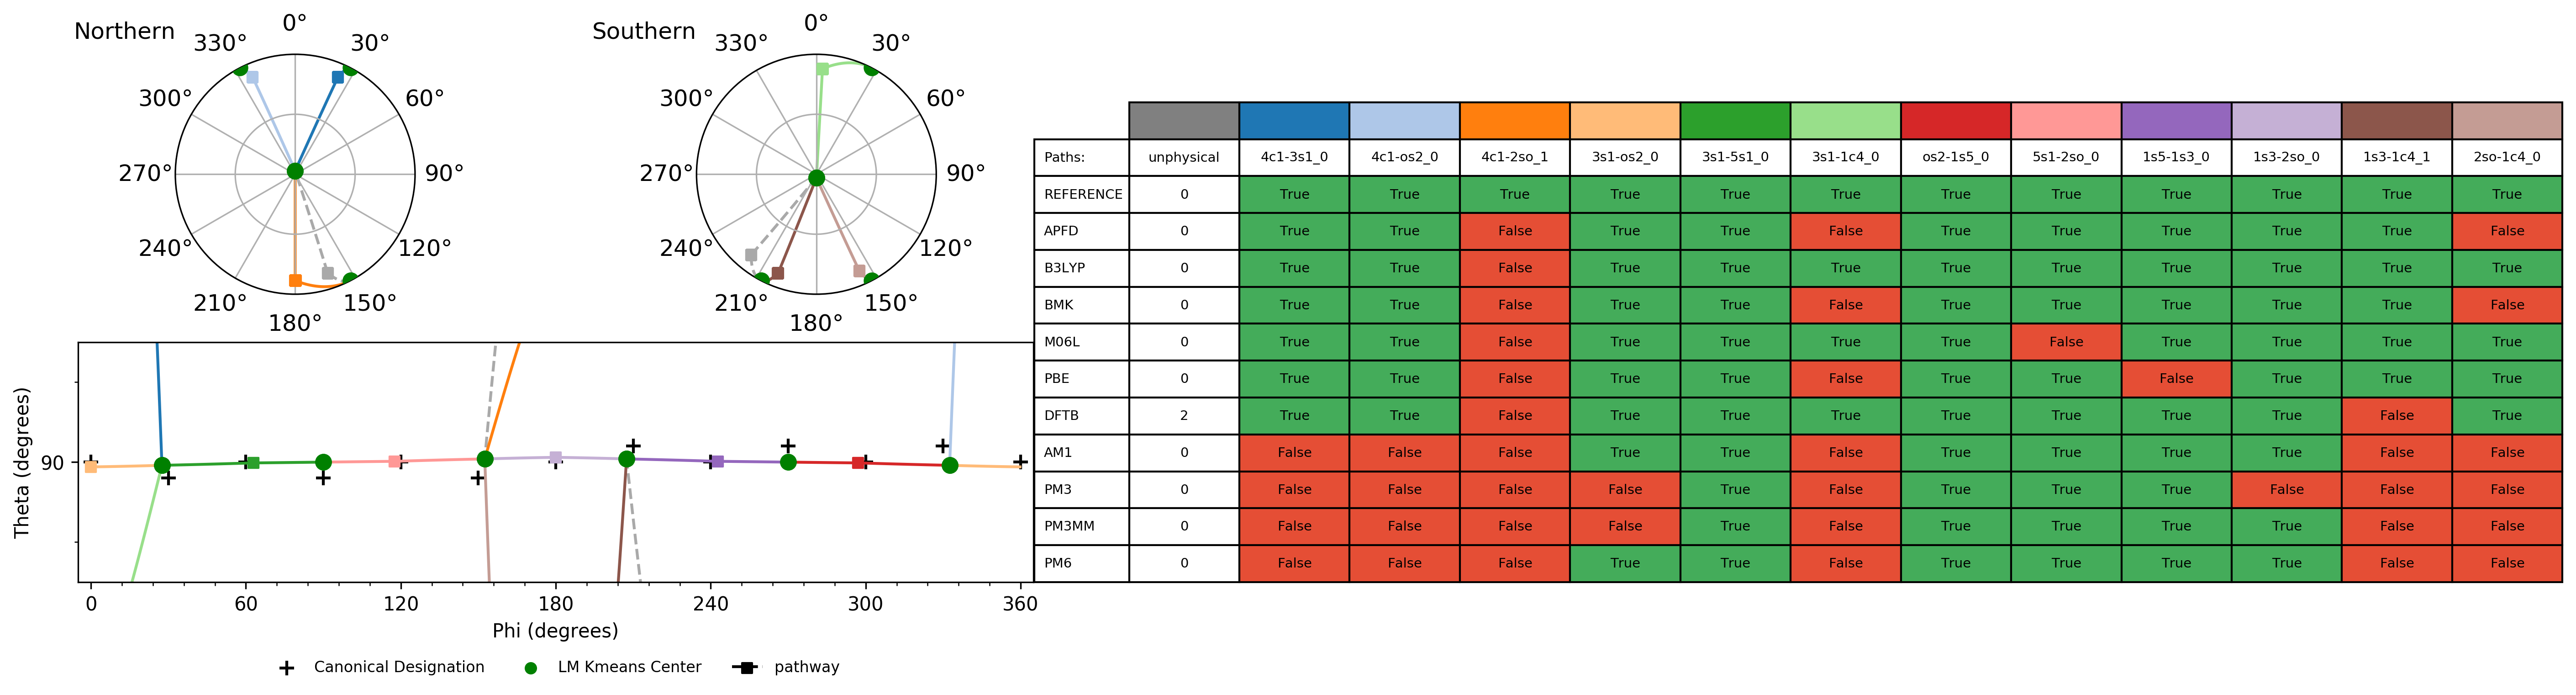 Northern
0°
30°
60°
90°
120°
150°
180°
210°
240°
270°
300°
330°
Southern
0°
30°
60°
90°
120°
150°
180°
210°
240°
270°
300°
330°
Theta (degrees)
90
0 60 120 180 240 300 360
Phi (degrees)
Canonical Designation LM Kmeans Center pathway
Paths: unphysical 4c1-3s1_0 4c1-os2_0 4c1-2so_1 3s1-os2_0 3s1-5s1_0 3s1-1c4_0 os2-1s5_0 5s1-2so_0 1s5-1s3_0 1s3-2so_0 1s3-1c4_1 2so-1c4_0
REFERENCE 0 True True True True True True True True True True True True
APFD 0 True True False True True False True True True True True False
B3LYP 0 True True False True True True True True True True True True
BMK 0 True True False True True False True True True True True False
M06L 0 True True False True True True True False True True True True
PBE 0 True True False True True False True True False True True True
DFTB 2 True True False True True True True True True True False True
AM1 0 False False False True True False True True True True False False
PM3 0 False False False False True False True True True False False False
PM3MM 0 False False False False True False True True True True False False
PM6 0 False False False True True False True True True True False False